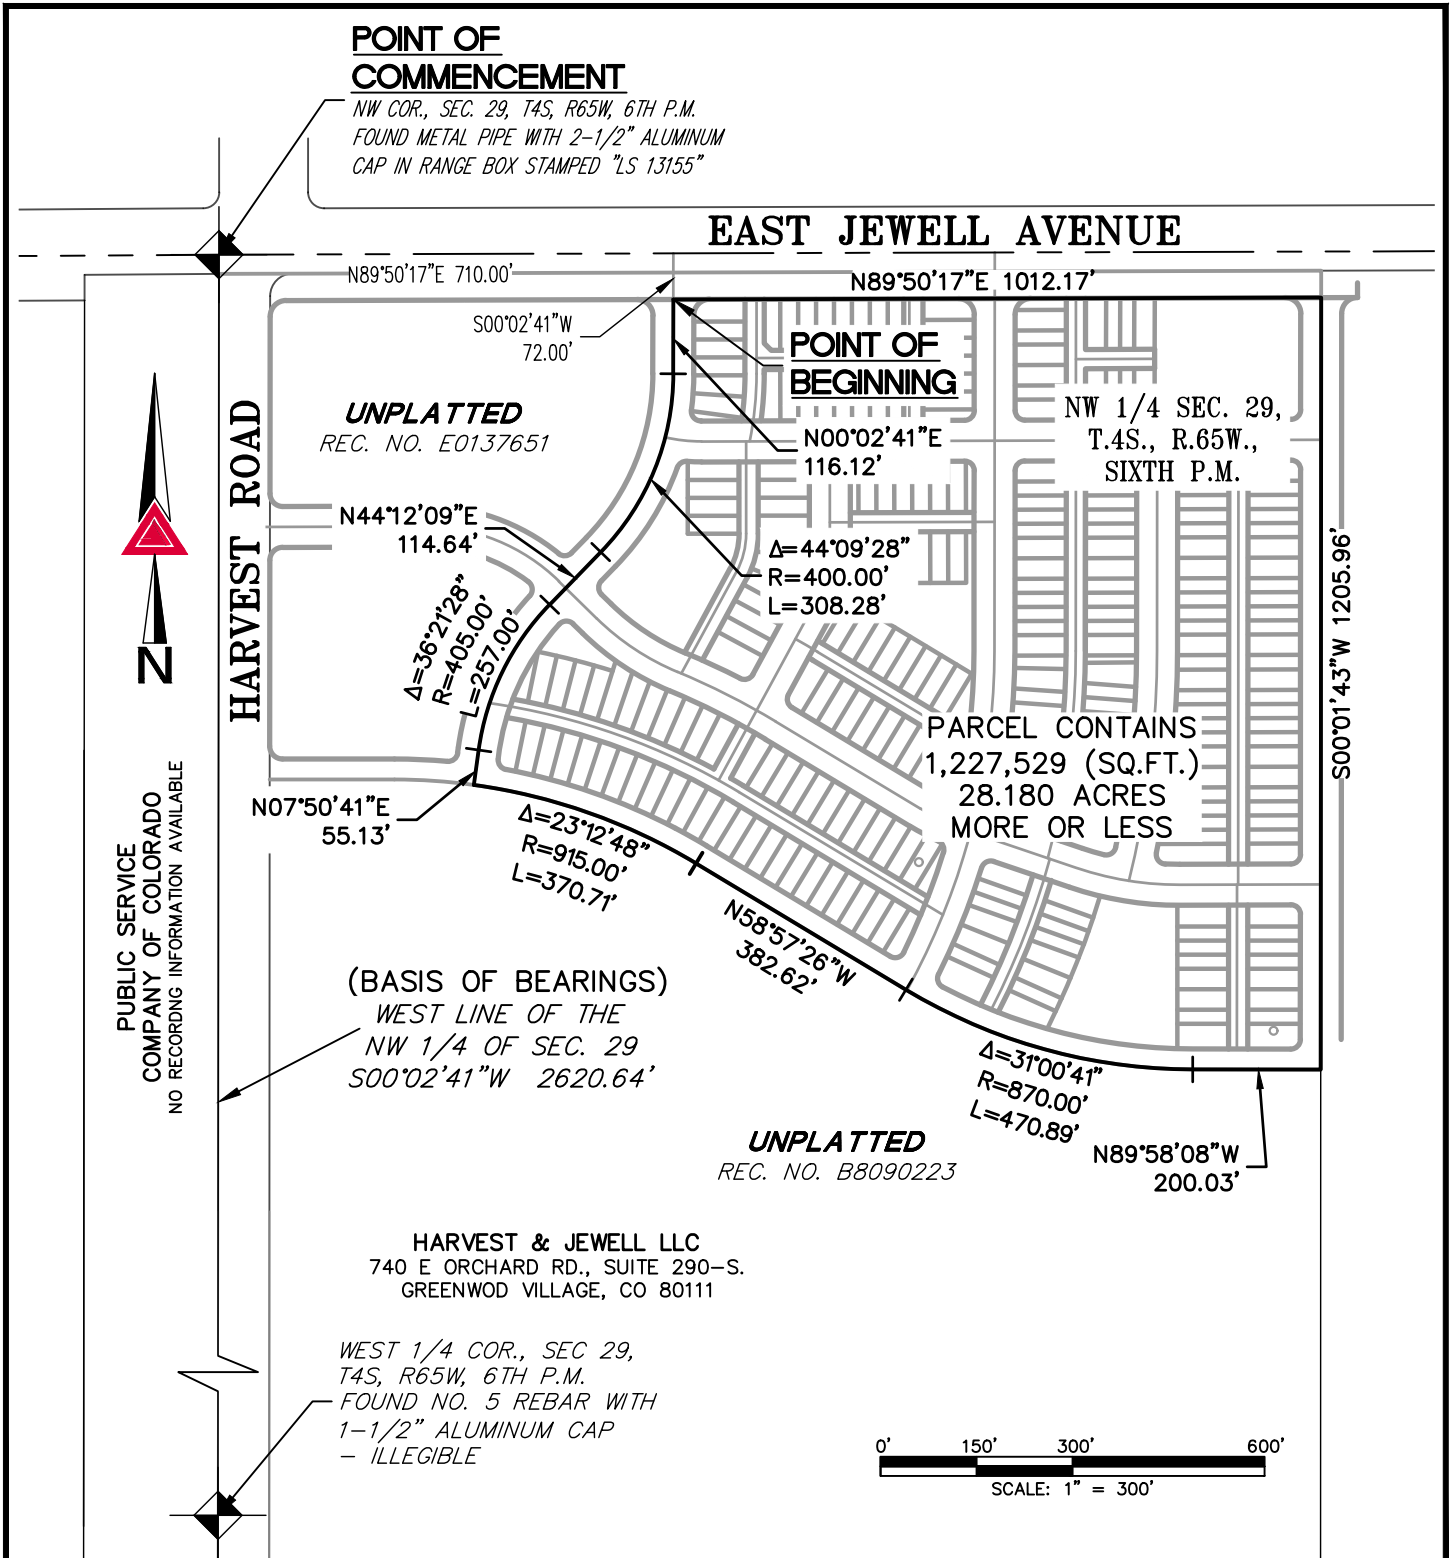 POINT OF
COMMENCEMENT
NW COR., SEC. 29, T4S, R65W, 6TH P.M.
FOUND METAL PIPE WITH 2-1/2" ALUMINUM
CAP IN RANGE BOX STAMPED "LS 13155"
EAST JEWELL AVENUE
N89°50'17"E 710.00'
N89°50'17"E 1012.17'
S00°02'41"W
72.00'
POINT OF
BEGINNING
UNPLATTED
REC. NO. E0137651
NW 1/4 SEC. 29,
T.4S., R.65W.,
SIXTH P.M.
N00°02'41"E
116.12'
HARVEST ROAD
N44°12'09"E
114.64'
Δ=44°09'28"
R=400.00'
L=308.28'
S00°01'43"W 1205.96'
Δ=36°21'28"
R=405.00'
L=257.00'
N
PARCEL CONTAINS
1,227,529 (SQ.FT.)
28.180 ACRES
MORE OR LESS
N07°50'41"E
55.13'
Δ=23°12'48"
R=915.00'
L=370.71'
PUBLIC SERVICE
COMPANY OF COLORADO
NO RECORDNG INFORMATION AVAILABLE
N58°57'26"W
382.62'
(BASIS OF BEARINGS)
WEST LINE OF THE
NW 1/4 OF SEC. 29
S00°02'41"W 2620.64'
Δ=31°00'41"
R=870.00'
L=470.89'
UNPLATTED
REC. NO. B8090223
N89°58'08"W
200.03'
HARVEST & JEWELL LLC
740 E ORCHARD RD., SUITE 290-S.
GREENWOD VILLAGE, CO 80111
WEST 1/4 COR., SEC 29,
T4S, R65W, 6TH P.M.
FOUND NO. 5 REBAR WITH
1-1/2" ALUMINUM CAP
- ILLEGIBLE
0' 150' 300' 600'
SCALE: 1" = 300'